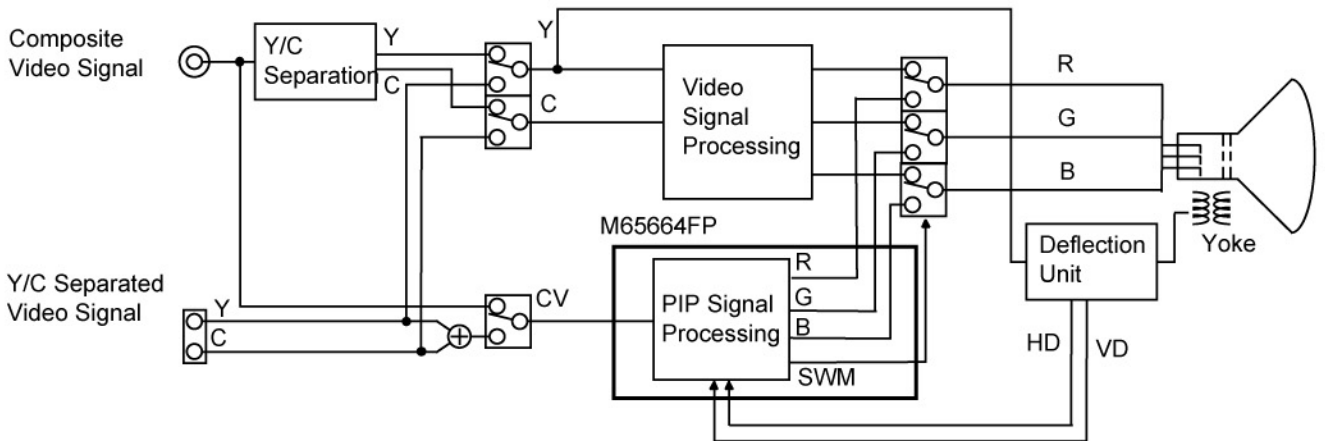 Composite
Video Signal
Y/C
Separation
Y
C
Y
C
Video
Signal
Processing
R
G
B
Yoke
Deflection
Unit
HD
VD
M65664FP
Y/C Separated
Video Signal
Y
C
CV
PIP Signal
Processing
R
G
B
SWM